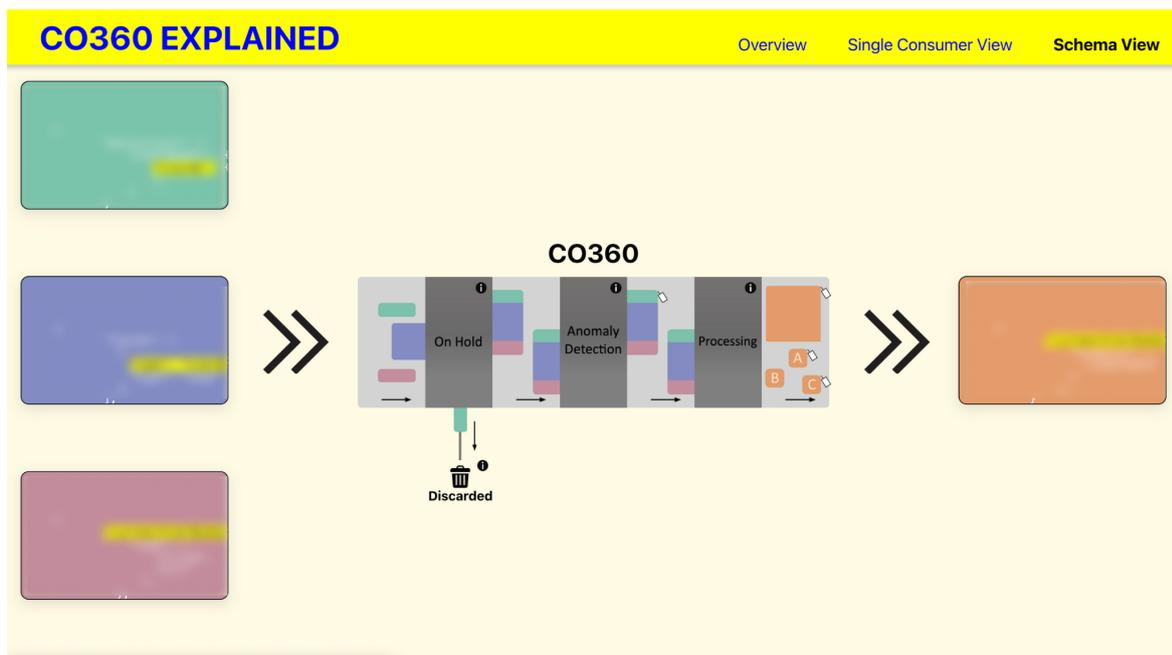 CO360 EXPLAINED
Overview
Single Consumer View
Schema View
CO360
On Hold
Anomaly
Detection
Processing
A
B
C
Discarded